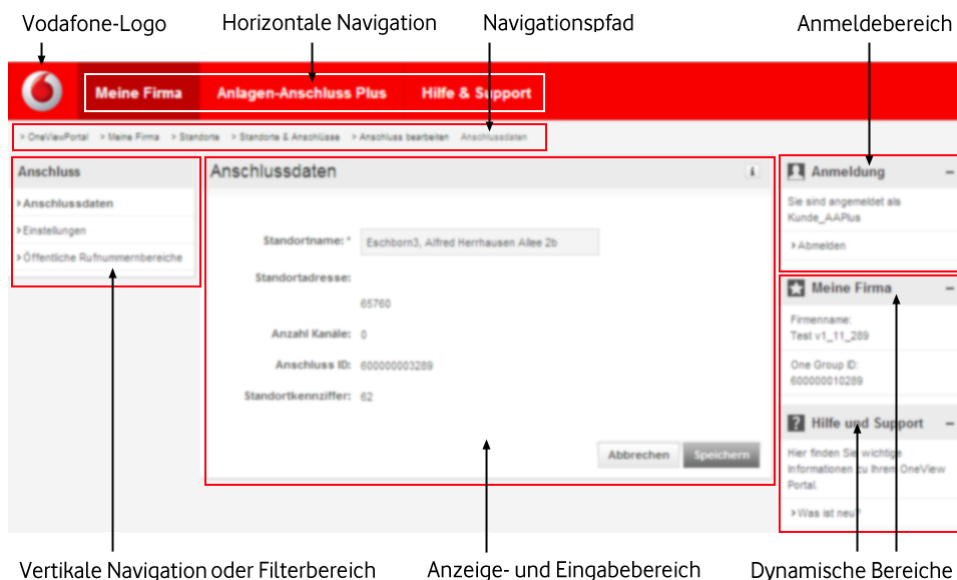 Vodafone-Logo Horizontale Navigation Navigationspfad Anmeldebereich
Meine Firma Anlagen-Anschluss Plus Hilfe & Support
> OneViewPortal > Meine Firma > Standorte > Standorte & Anschlüsse > Anschluss bearbeiten Anschlussdaten
Anschluss
> Anschlussdaten
> Einstellungen
> Öffentliche Rufnummernbereiche
Anschlussdaten i
Standortname: * Eschborn3, Alfred Herrhausen Allee 2b
Standortadresse:
65760
Anzahl Kanäle: 0
Anschluss ID: 600000003289
Standortkennziffer: 62
Abbrechen Speichern
Anmeldung –
Sie sind angemeldet als
Kunde_AAPlus
> Abmelden
Meine Firma –
Firmenname:
Test v1_11_289
One Group ID:
600000010289
? Hilfe und Support –
Hier finden Sie wichtige
Informationen zu Ihrem OneView
Portal.
> Was ist neu?
Vertikale Navigation oder Filterbereich Anzeige- und Eingabebereich Dynamische Bereiche